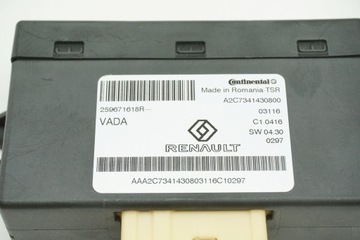 Continental
Made in Romania TSR
259671618R
A2C7341430800
VADA
03116
C1 0416
SW 04.30
0297
RENAULT
AAA2C7341430803116C10297